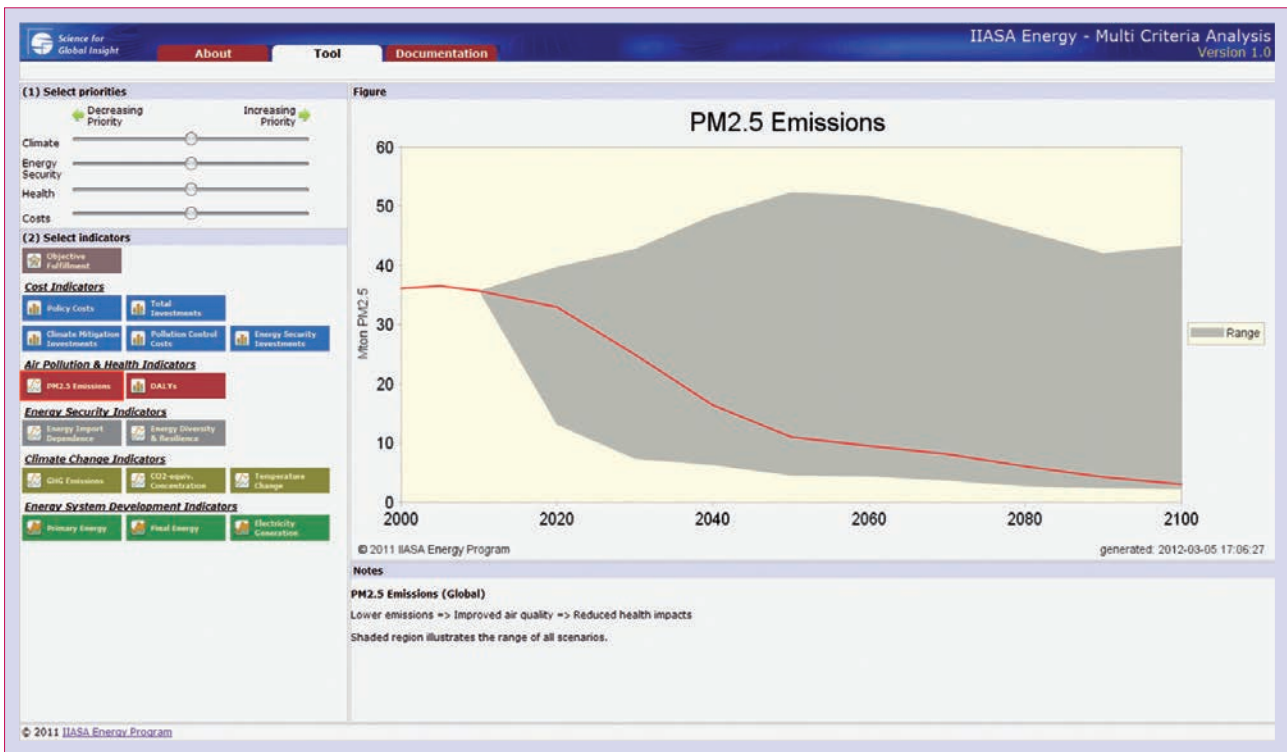 Science for
Global Insight
About
Tool
Documentation
IIASA Energy - Multi Criteria Analysis
Version 1.0
(1) Select priorities
Decreasing Priority
Increasing Priority
Climate
Energy Security
Health
Costs
(2) Select indicators
Objective Fulfillment
Cost Indicators
Policy Costs
Total Investments
Climate Mitigation Investments
Pollution Control Costs
Energy Security Investments
Air Pollution & Health Indicators
PM2.5 Emissions
DALYs
Energy Security Indicators
Energy Import Dependence
Energy Diversity & Resilience
Climate Change Indicators
GHG Emissions
CO2-equiv. Concentration
Temperature Change
Energy System Development Indicators
Primary Energy
Final Energy
Electricity Generation
Figure
PM2.5 Emissions
Mton PM2.5
60
50
40
30
20
10
0
2000 2020 2040 2060 2080 2100
Range
© 2011 IIASA Energy Program
generated: 2012-03-05 17:06:27
Notes
PM2.5 Emissions (Global)
Lower emissions => Improved air quality => Reduced health impacts
Shaded region illustrates the range of all scenarios.
© 2011 IIASA Energy Program